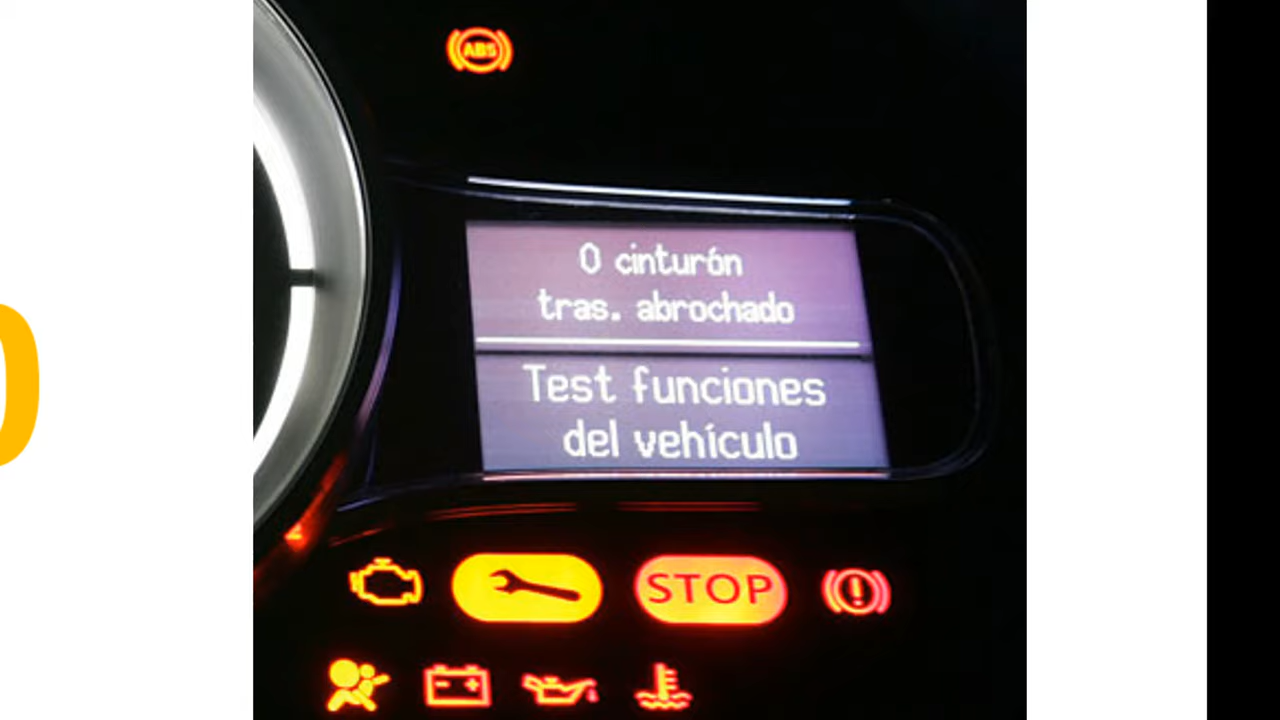 ABS
0 cinturón
tras. abrochado
Test funciones
del vehículo
STOP